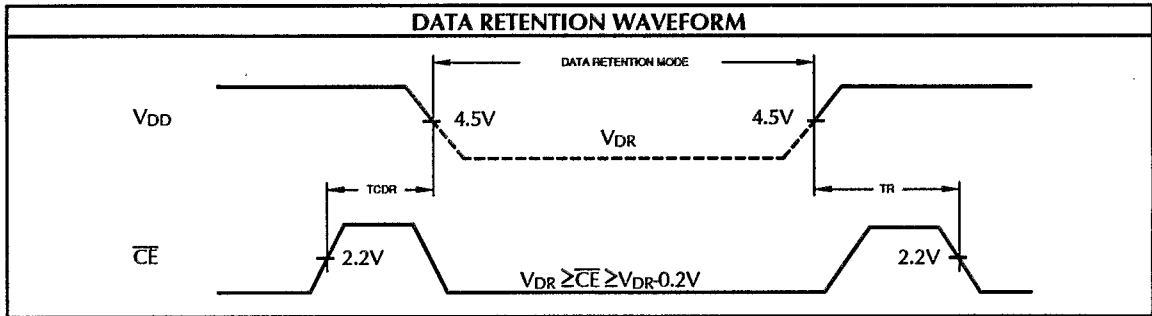 DATA RETENTION WAVEFORM
DATA RETENTION MODE
VDD
4.5V
4.5V
VDR
TCDR
TR
CE
2.2V
VDR ≥CE ≥VDR-0.2V
2.2V